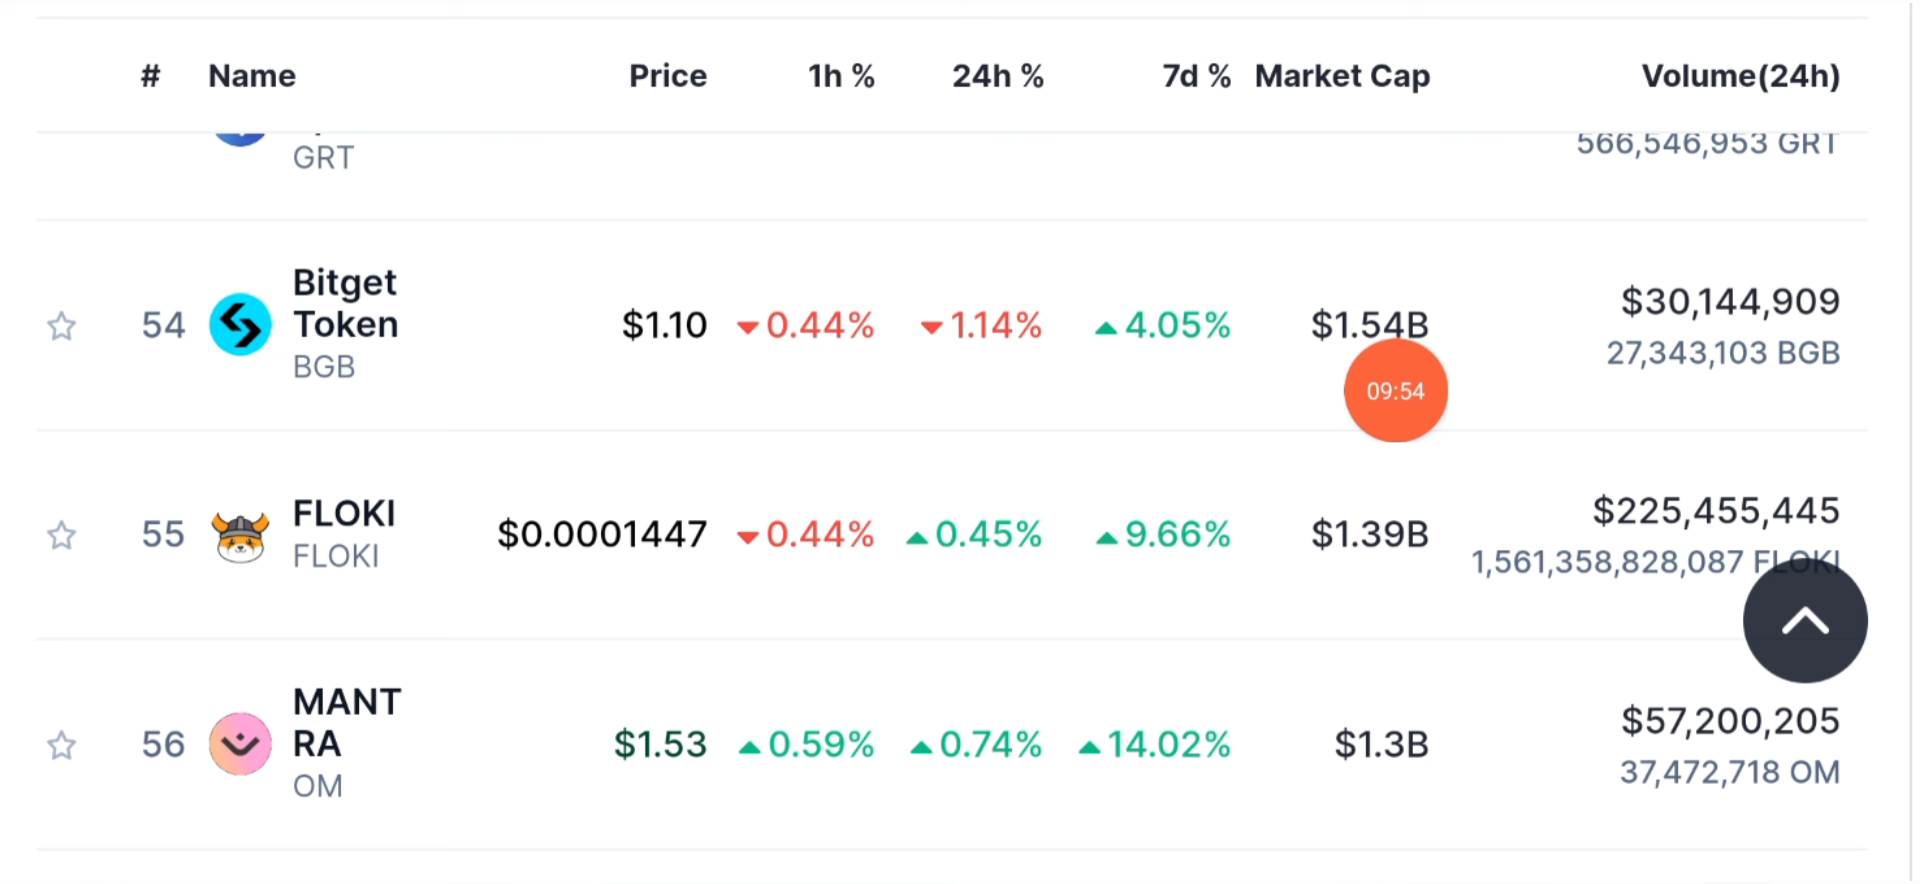 # Name Price 1h % 24h % 7d % Market Cap Volume(24h)
GRT 566,546,953 GRT
Bitget
Token
BGB
54 $1.10 0.44% 1.14% 4.05% $1.54B $30,144,909
27,343,103 BGB
09:54
FLOKI
FLOKI
55 $0.0001447 0.44% 0.45% 9.66% $1.39B $225,455,445
1,561,358,828,087 FLOKI
MANT
RA
OM
56 $1.53 0.59% 0.74% 14.02% $1.3B $57,200,205
37,472,718 OM